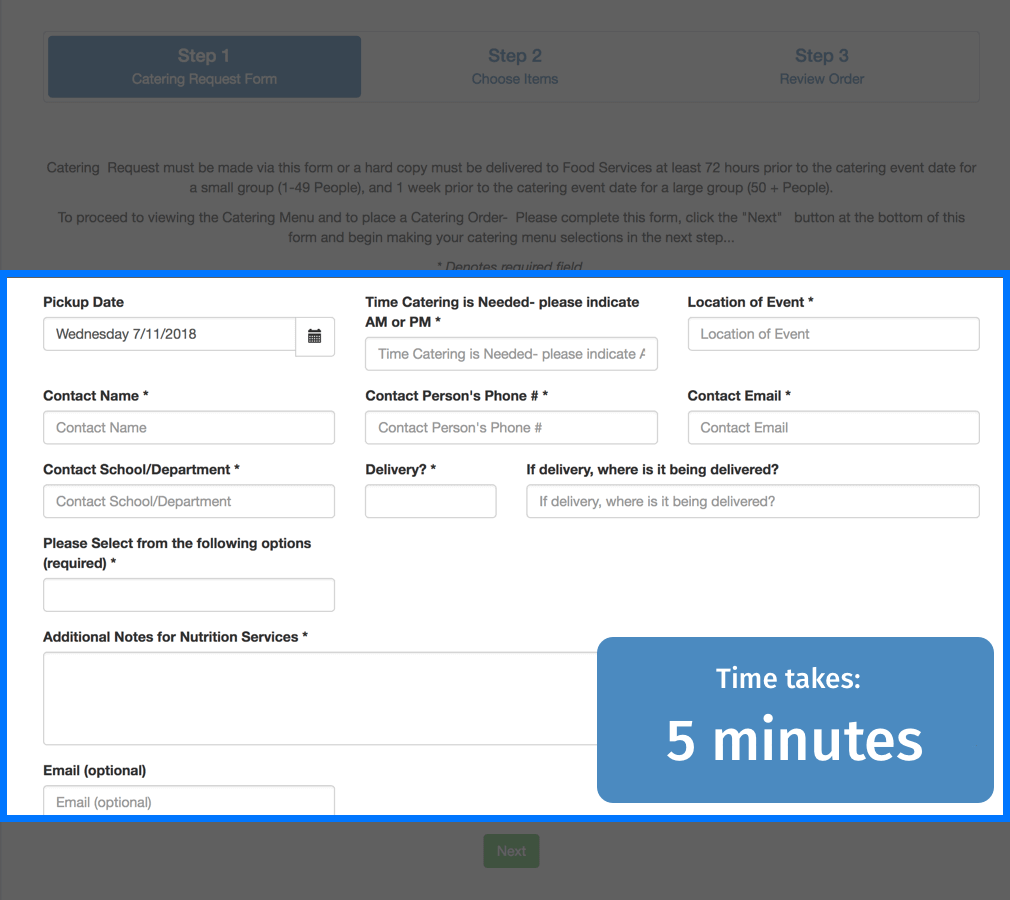 Step 1
Catering Request Form
Step 2
Choose Items
Step 3
Review Order
Catering  Request must be made via this form or a hard copy must be delivered to Food Services at least 72 hours prior to the catering event date for
a small group (1-49 People), and 1 week prior to the catering event date for a large group (50 + People).
To proceed to viewing the Catering Menu and to place a Catering Order-  Please complete this form, click the "Next"   button at the bottom of this
form and begin making your catering menu selections in the next step...
* Denotes required field
Pickup Date
Wednesday 7/11/2018
Time Catering is Needed- please indicate
AM or PM *
Time Catering is Needed- please indicate A
Location of Event *
Location of Event
Contact Name *
Contact Name
Contact Person's Phone # *
Contact Person's Phone #
Contact Email *
Contact Email
Contact School/Department *
Contact School/Department
Delivery? *
If delivery, where is it being delivered?
If delivery, where is it being delivered?
Please Select from the following options
(required) *
Additional Notes for Nutrition Services *
Time takes:
5 minutes
Email (optional)
Email (optional)
Next